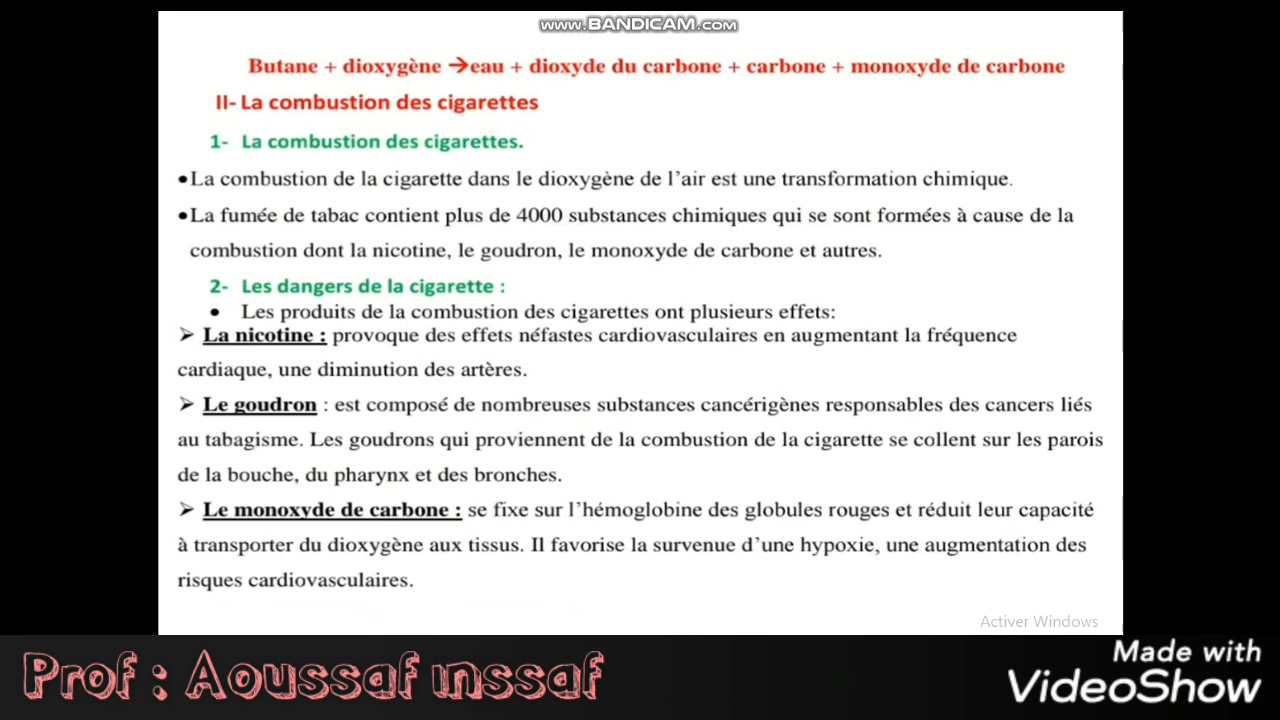 www.BANDICAM.com
Butane + dioxygène →eau + dioxyde du carbone + carbone + monoxyde de carbone
II- La combustion des cigarettes
1- La combustion des cigarettes.
•La combustion de la cigarette dans le dioxygène de l'air est une transformation chimique.
•La fumée de tabac contient plus de 4000 substances chimiques qui se sont formées à cause de la
combustion dont la nicotine, le goudron, le monoxyde de carbone et autres.
2- Les dangers de la cigarette :
• Les produits de la combustion des cigarettes ont plusieurs effets:
➢ La nicotine : provoque des effets néfastes cardiovasculaires en augmentant la fréquence
cardiaque, une diminution des artères.
➢ Le goudron : est composé de nombreuses substances cancérigènes responsables des cancers liés
au tabagisme. Les goudrons qui proviennent de la combustion de la cigarette se collent sur les parois
de la bouche, du pharynx et des bronches.
➢ Le monoxyde de carbone : se fixe sur l'hémoglobine des globules rouges et réduit leur capacité
à transporter du dioxygène aux tissus. Il favorise la survenue d'une hypoxie, une augmentation des
risques cardiovasculaires.
Activer Windows
Prof : Aoussaf inssaf
Made with
VideoShow